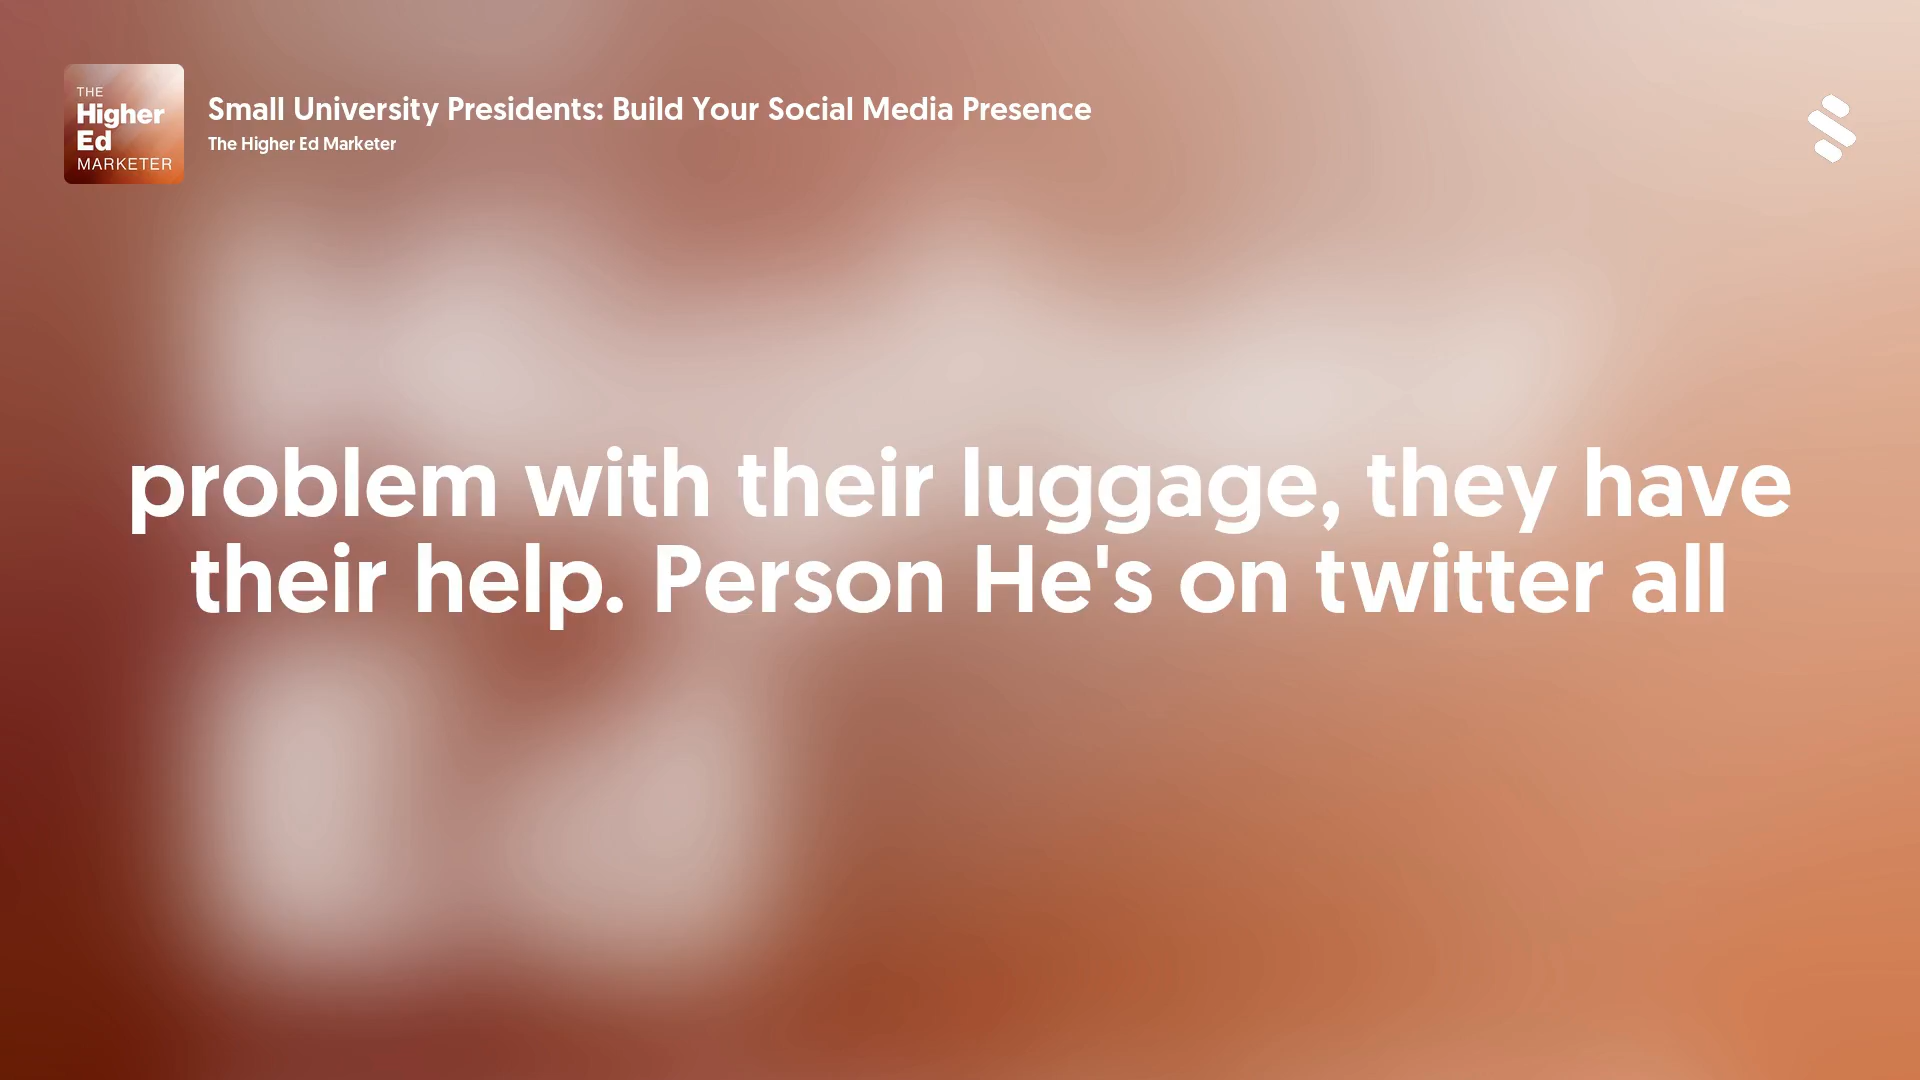 THE
Higher
Ed
MARKETER
Small University Presidents: Build Your Social Media Presence
The Higher Ed Marketer
problem with their luggage, they have
their help. Person He's on twitter all